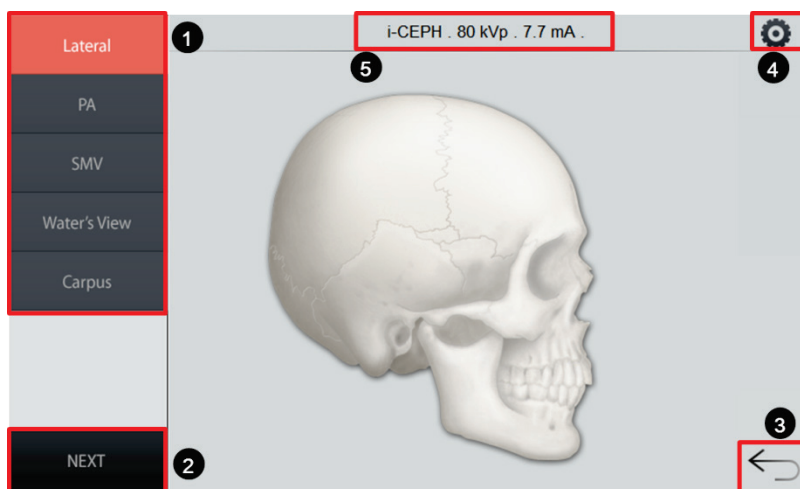 Lateral
1
i-CEPH . 80 kVp . 7.7 mA .
5
4
PA
SMV
Water's View
Carpus
3
NEXT
2